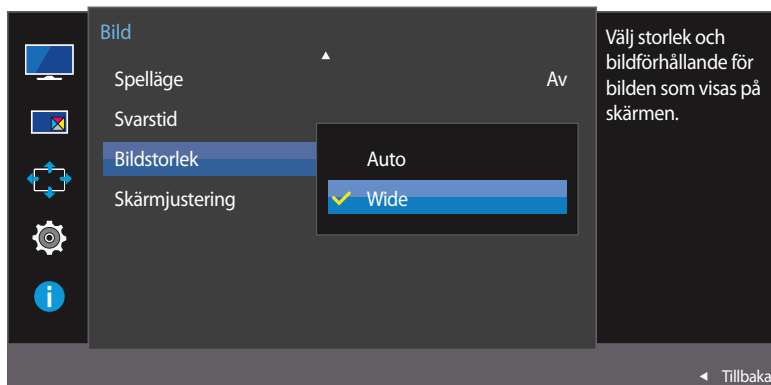 Bild
Spelläge Av
Svarstid
Bildstorlek
Skärmjustering
Auto
Wide
Välj storlek och
bildförhållande för
bilden som visas på
skärmen.
Tillbaka